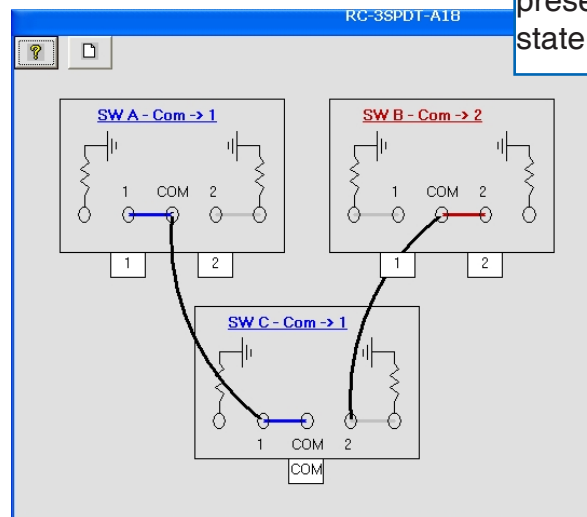 RC-3SPDT-A18
state
?
SW A - Com -> 1
SW B - Com -> 2
1 COM 2
1 COM 2
1 2
1 2
SW C - Com -> 1
1 COM 2
COM